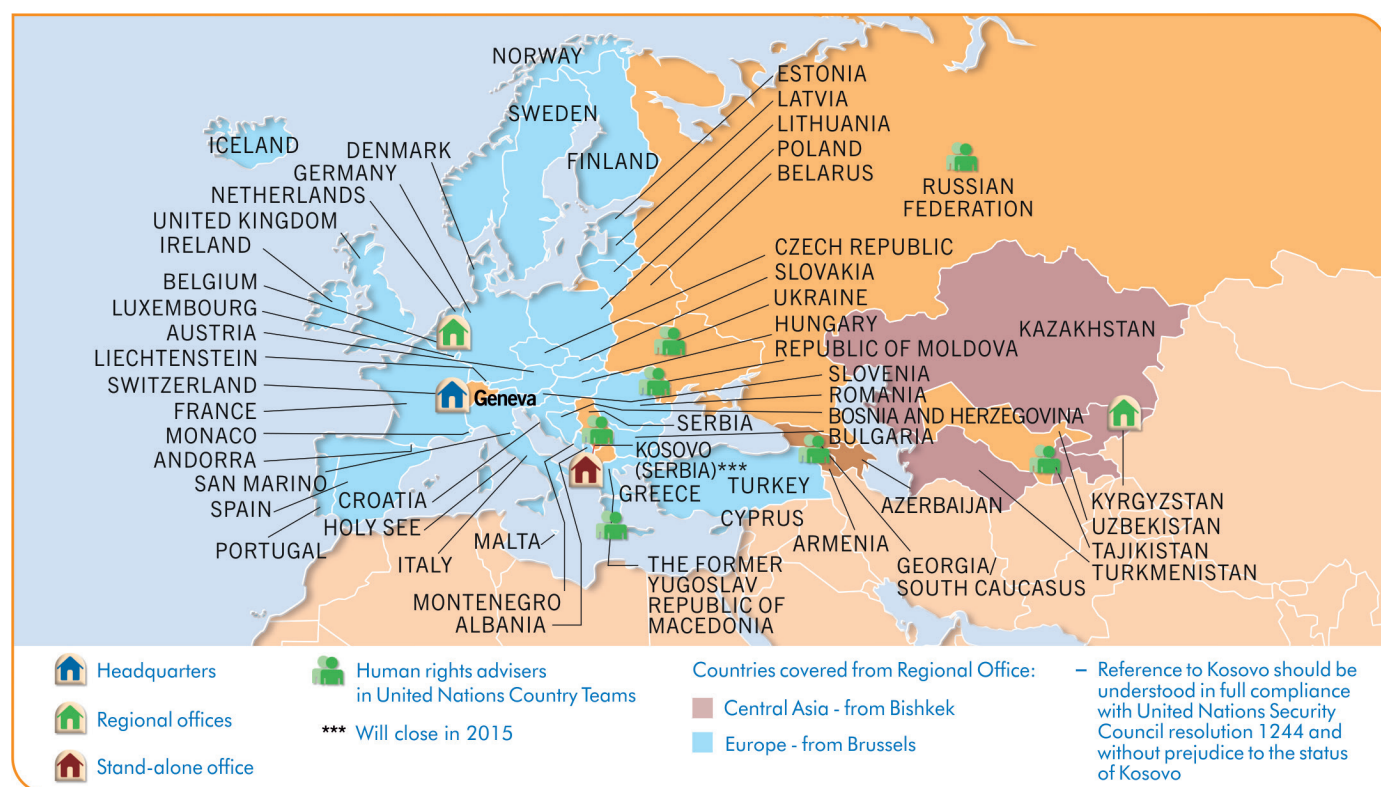 NORWAY
SWEDEN
FINLAND
ICELAND
DENMARK
GERMANY
NETHERLANDS
UNITED KINGDOM
IRELAND
BELGIUM
LUXEMBOURG
AUSTRIA
LIECHTENSTEIN
SWITZERLAND
FRANCE
MONACO
ANDORRA
SAN MARINO
SPAIN
PORTUGAL
CROATIA
HOLY SEE
ITALY
MALTA
MONTENEGRO
ALBANIA
Geneva
ESTONIA
LATVIA
LITHUANIA
POLAND
BELARUS
RUSSIAN
FEDERATION
CZECH REPUBLIC
SLOVAKIA
UKRAINE
HUNGARY
REPUBLIC OF MOLDOVA
SLOVENIA
ROMANIA
BOSNIA AND HERZEGOVINA
SERBIA
BULGARIA
KOSOVO
(SERBIA)***
GREECE
TURKEY
CYPRUS
THE FORMER
YUGOSLAV
REPUBLIC OF
MACEDONIA
KAZAKHSTAN
AZERBAIJAN
ARMENIA
GEORGIA/
SOUTH CAUCASUS
KYRGYZSTAN
UZBEKISTAN
TAJIKISTAN
TURKMENISTAN
Headquarters
Regional offices
Stand-alone office
Human rights advisers
in United Nations Country Teams
*** Will close in 2015
Countries covered from Regional Office:
Central Asia - from Bishkek
Europe - from Brussels
– Reference to Kosovo should be
understood in full compliance
with United Nations Security
Council resolution 1244 and
without prejudice to the status
of Kosovo